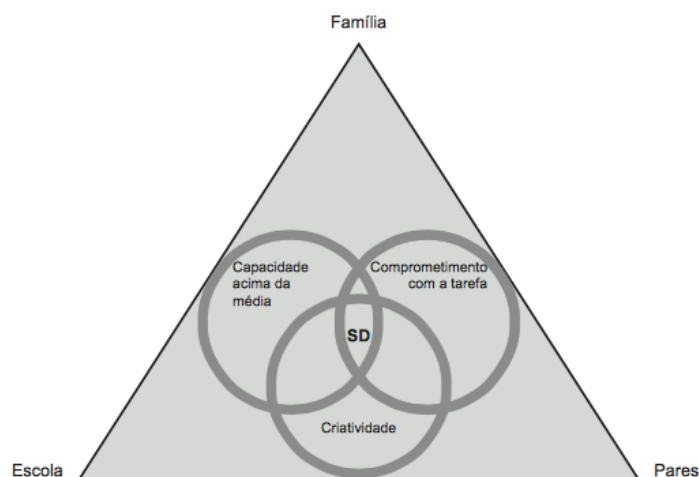 Família
Capacidade
acima da
média
Comprometimento
com a tarefa
SD
Criatividade
Escola
Pares